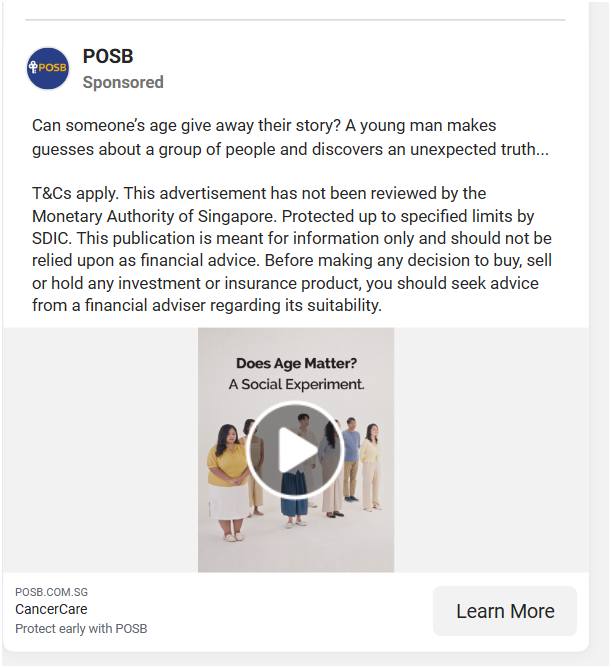 POSB
POSB
Sponsored
Can someone’s age give away their story? A young man makes
guesses about a group of people and discovers an unexpected truth...
T&Cs apply. This advertisement has not been reviewed by the
Monetary Authority of Singapore. Protected up to specified limits by
SDIC. This publication is meant for information only and should not be
relied upon as financial advice. Before making any decision to buy, sell
or hold any investment or insurance product, you should seek advice
from a financial adviser regarding its suitability.
Does Age Matter?
A Social Experiment.
POSB.COM.SG
CancerCare
Protect early with POSB
Learn More